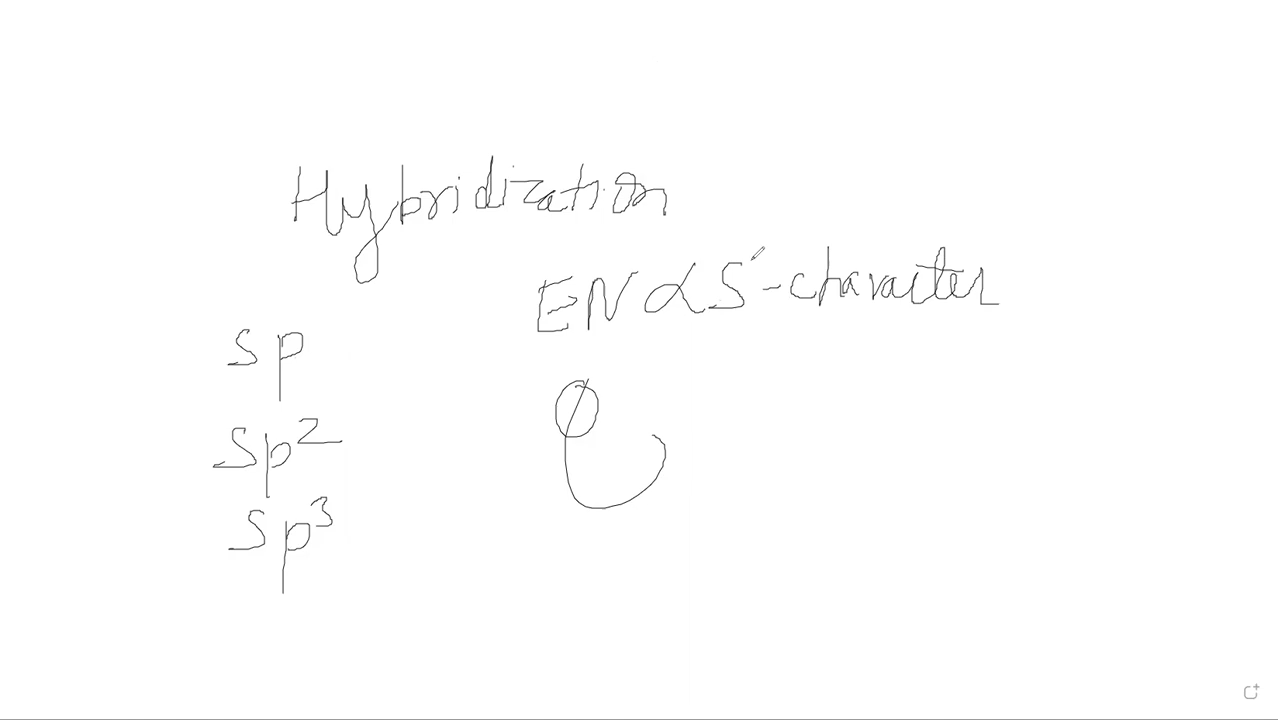 Hybridization
EN α S-character
sp
sp²
sp³